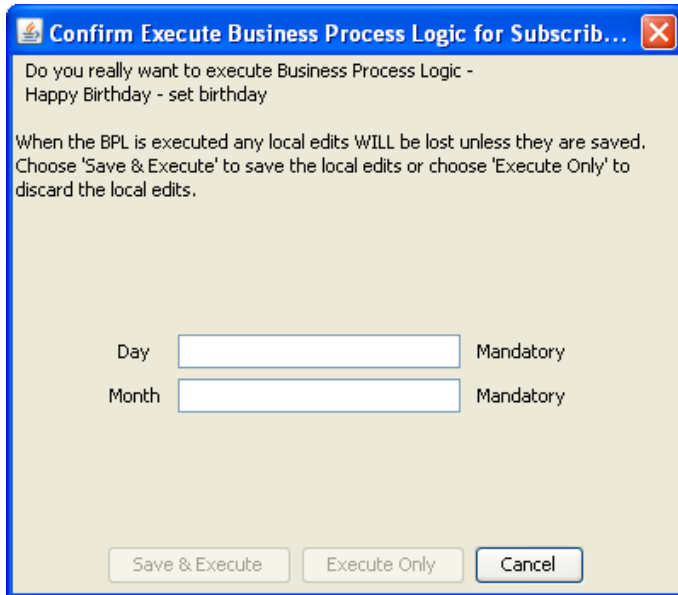 Confirm Execute Business Process Logic for Subscrib...
Do you really want to execute Business Process Logic -
Happy Birthday - set birthday
When the BPL is executed any local edits WILL be lost unless they are saved.
Choose 'Save & Execute' to save the local edits or choose 'Execute Only' to
discard the local edits.
Day Mandatory
Month Mandatory
Save & Execute Execute Only Cancel